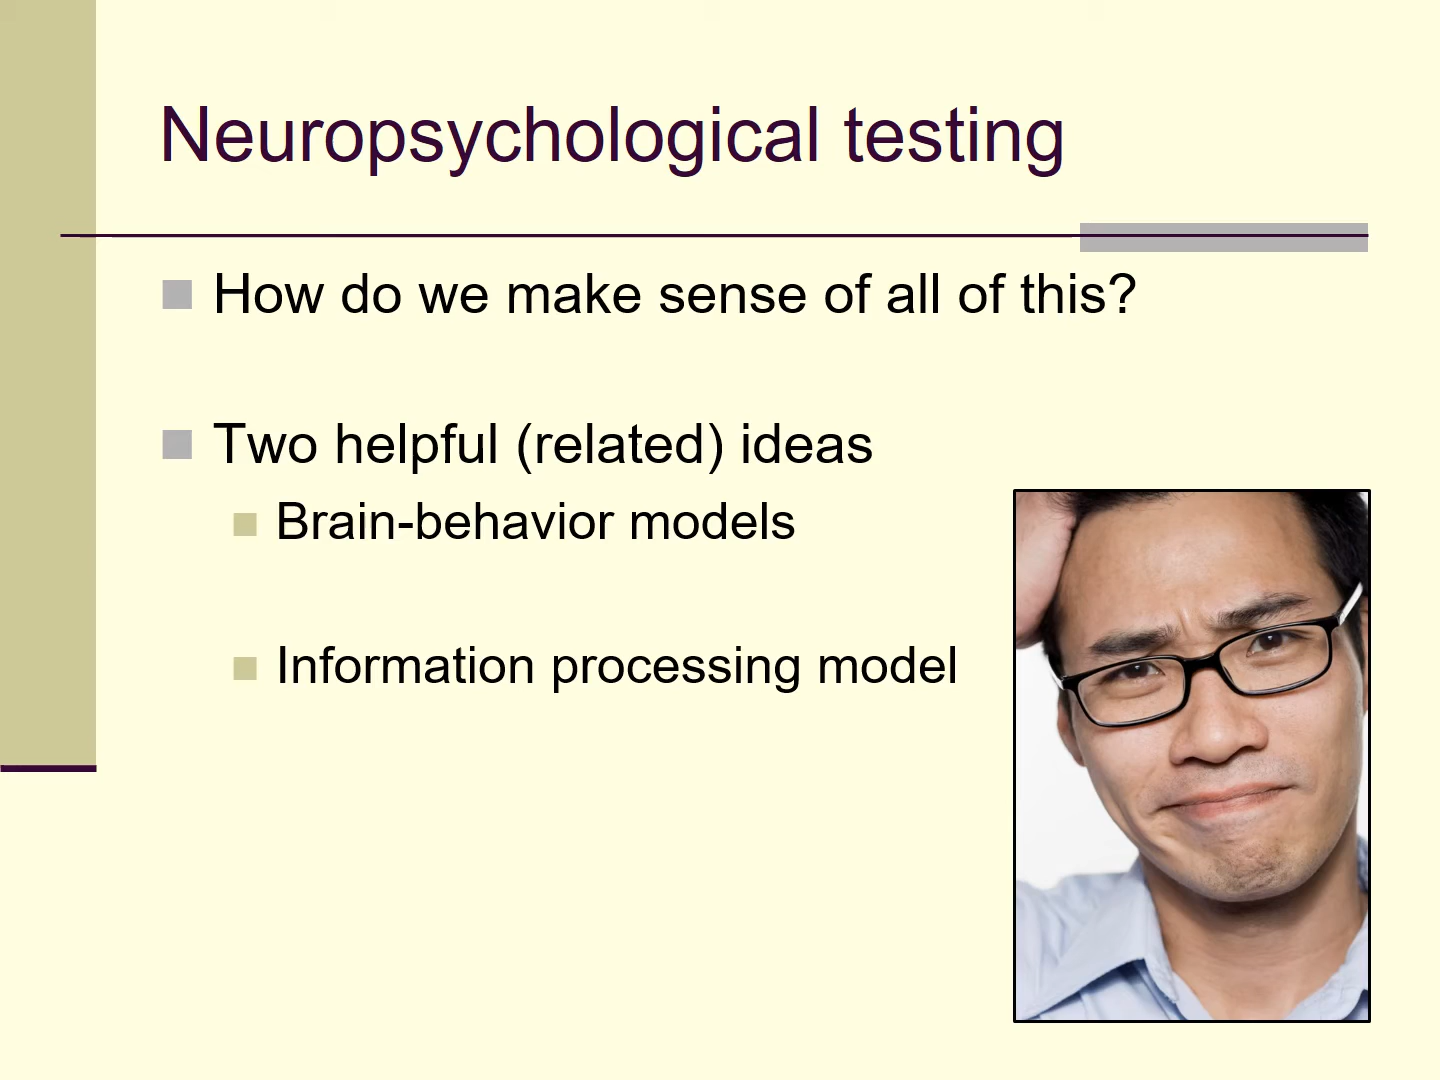 Neuropsychological testing
How do we make sense of all of this?
Two helpful (related) ideas
Brain-behavior models
Information processing model